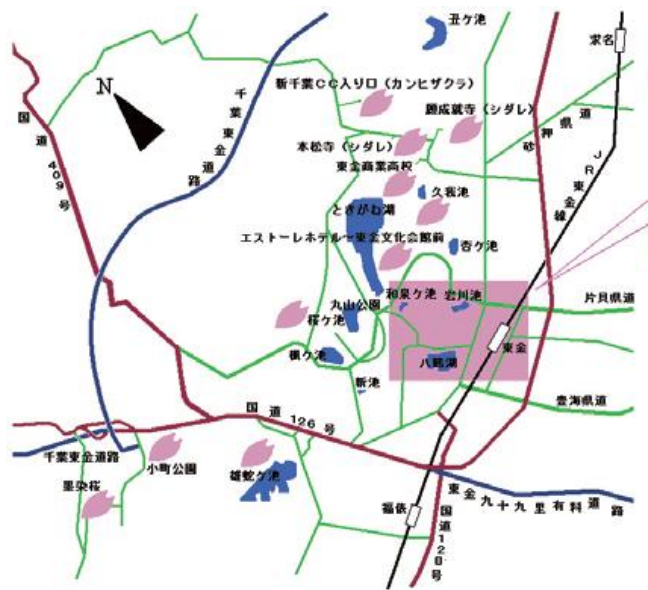 丑ケ池
求名
新千葉CC入り口（カンヒザクラ）
願成就寺（シダレ）
本松寺（シダレ）
東金商業高校
久我池
ときがね湖
エストーレホテル～東金文化会館前
杏ケ池
和泉ケ池
岩川池
丸山公園
桜ケ池
槻ケ池
新池
八鶴湖
東金
片貝県道
豊海県道
砂押県道
JR東金線
千葉東金道路
国道409号
N
国道126号
千葉東金道路
小町公園
墨染桜
雄蛇ケ池
福俵
国道128号
東金九十九里有料道路